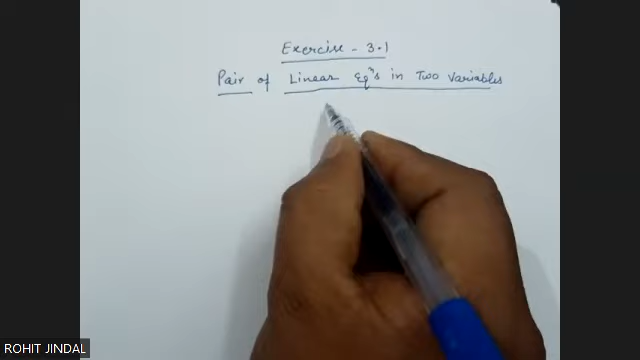 Exercise - 3.1
Pair of Linear Eqⁿs in Two Variables
ROHIT JINDAL